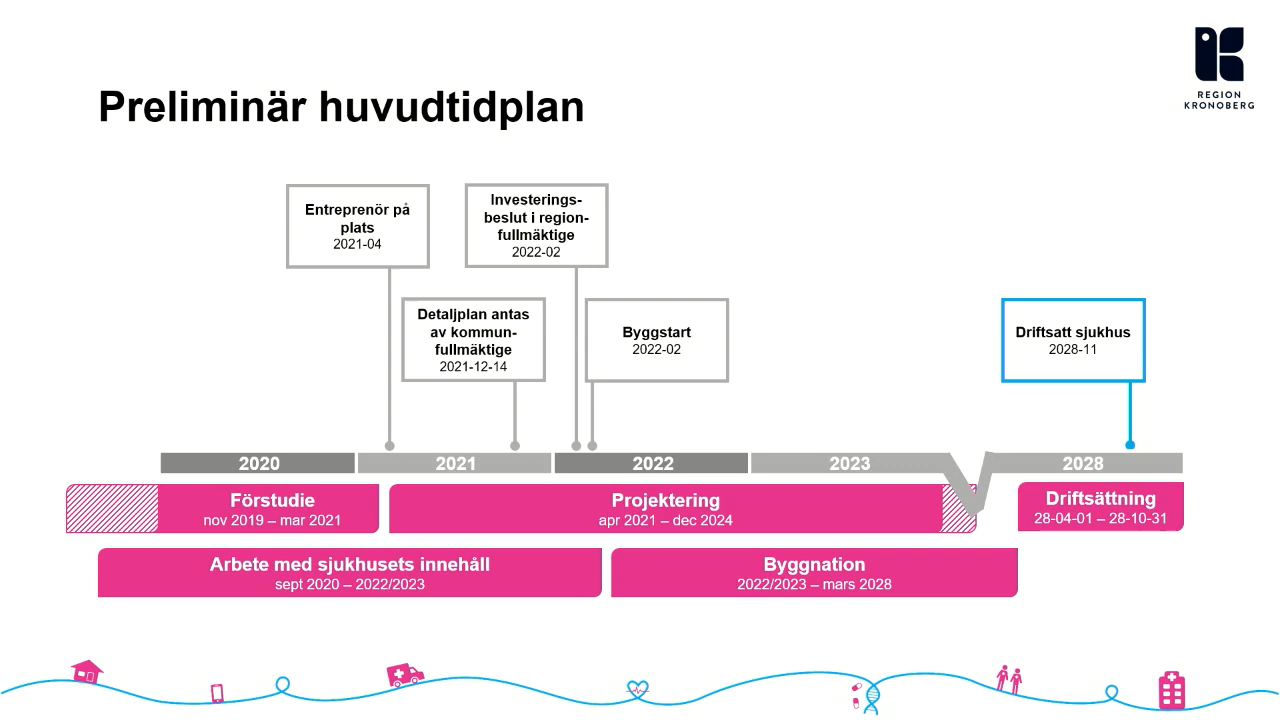 REGION
KRONOBERG
Preliminär huvudtidplan
Entreprenör på
plats
2021-04
Investerings-
beslut i region-
fullmäktige
2022-02
Detaljplan antas
av kommun-
fullmäktige
2021-12-14
Byggstart
2022-02
Driftsatt sjukhus
2028-11
2020
2021
2022
2023
2028
Förstudie
nov 2019 – mar 2021
Projektering
apr 2021 – dec 2024
Driftsättning
28-04-01 – 28-10-31
Arbete med sjukhusets innehåll
sept 2020 – 2022/2023
Byggnation
2022/2023 – mars 2028